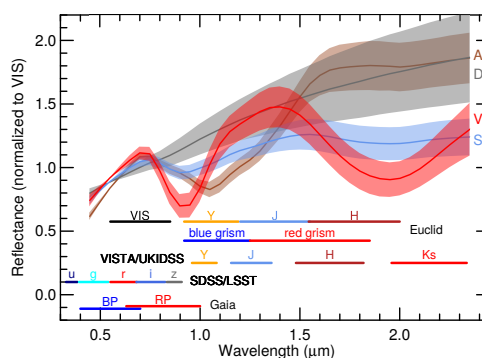 Reflectance (normalized to VIS)
2.0
1.5
1.0
0.5
0.0
A
D
V
S
VIS Y J H Euclid
blue grism red grism
VISTA/UKIDSS Y J H Ks
u g r i z SDSS/LSST
BP RP Gaia
0.5 1.0 1.5 2.0
Wavelength (μm)